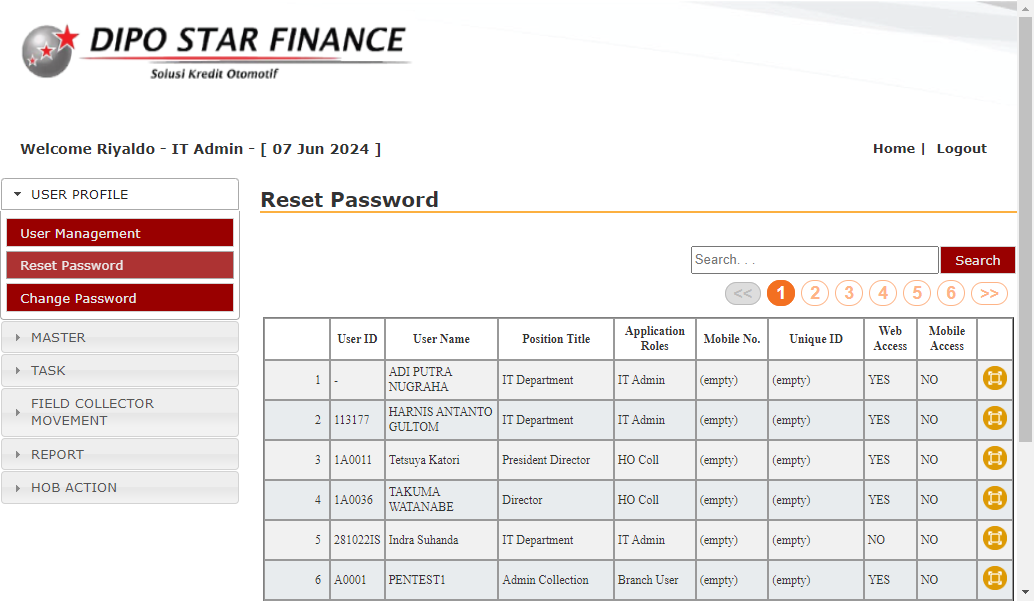 DIPO STAR FINANCE
Solusi Kredit Otomotif
Welcome Riyaldo - IT Admin - [ 07 Jun 2024 ]
Home | Logout
USER PROFILE
User Management
Reset Password
Change Password
MASTER
TASK
FIELD COLLECTOR
MOVEMENT
REPORT
HOB ACTION
Reset Password
Search. . .
Search
<< 1 2 3 4 5 6 >>
User ID User Name Position Title Application Roles Mobile No. Unique ID Web Access Mobile Access
1 - ADI PUTRA NUGRAHA IT Department IT Admin (empty) (empty) YES NO
2 113177 HARNIS ANTANTO GULTOM IT Department IT Admin (empty) (empty) YES NO
3 1A0011 Tetsuya Katori President Director HO Coll (empty) (empty) YES NO
4 1A0036 TAKUMA WATANABE Director HO Coll (empty) (empty) YES NO
5 281022IS Indra Suhanda IT Department IT Admin (empty) (empty) NO NO
6 A0001 PENTEST1 Admin Collection Branch User (empty) (empty) YES NO